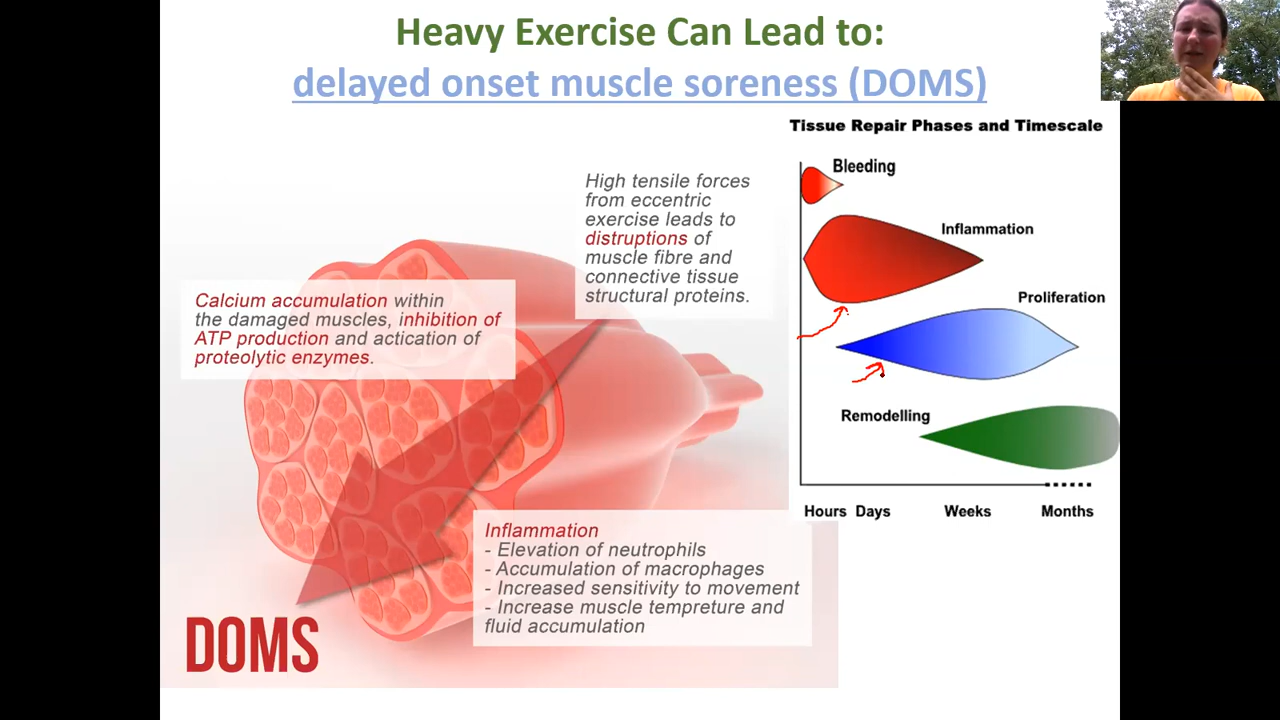 Heavy Exercise Can Lead to:
delayed onset muscle soreness (DOMS)
Tissue Repair Phases and Timescale
Bleeding
Inflammation
Proliferation
Remodelling
Hours Days Weeks Months
High tensile forces
from eccentric
exercise leads to
distruptions of
muscle fibre and
connective tissue
structural proteins.
Calcium accumulation within
the damaged muscles, inhibition of
ATP production and actication of
proteolytic enzymes.
Inflammation
- Elevation of neutrophils
- Accumulation of macrophages
- Increased sensitivity to movement
- Increase muscle tempreture and
fluid accumulation
DOMS